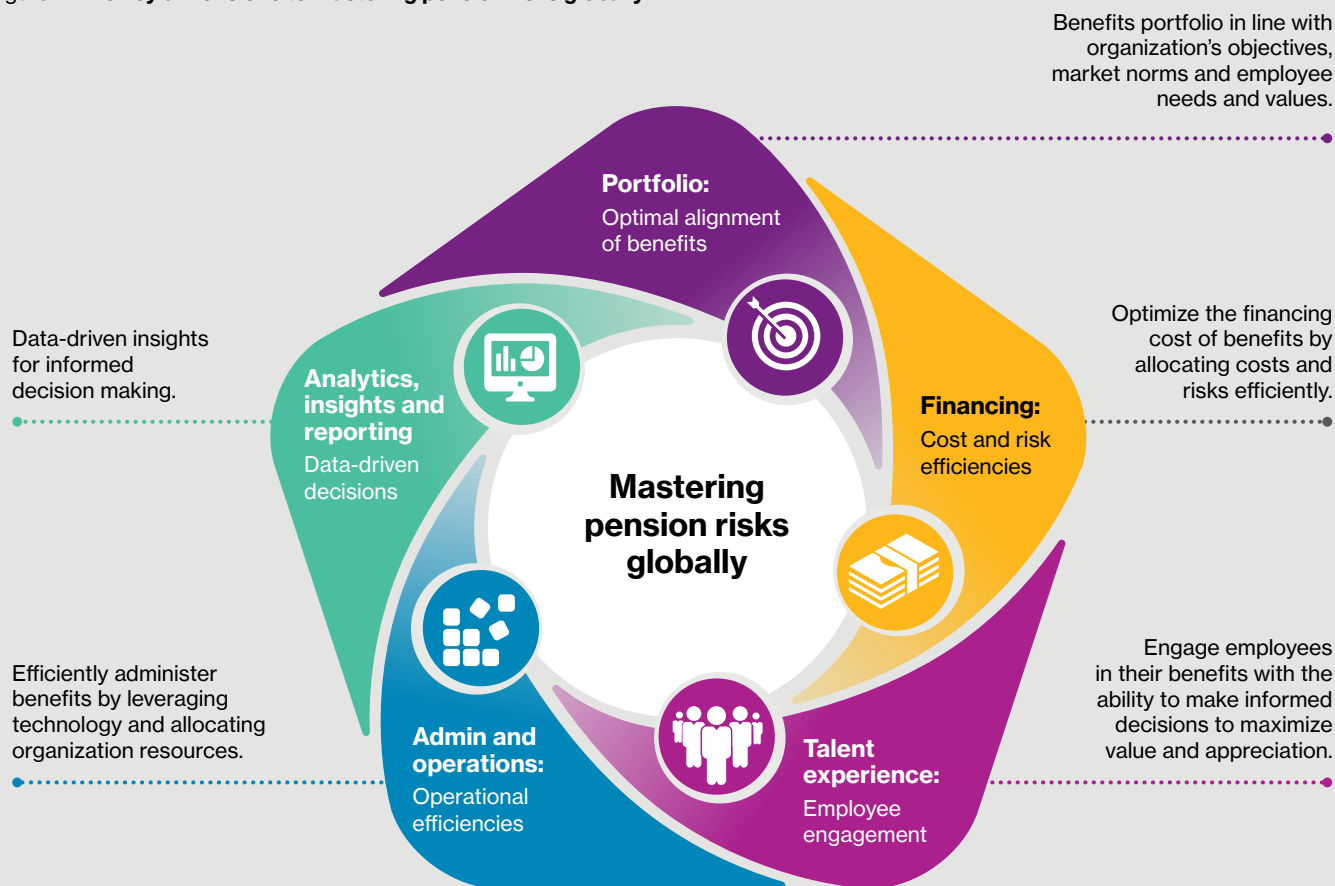 Benefits portfolio in line with
organization's objectives,
market norms and employee
needs and values.
Portfolio:
Optimal alignment
of benefits
Data-driven insights
for informed
decision making.
Analytics,
insights and
reporting
Data-driven
decisions
Financing:
Cost and risk
efficiencies
Optimize the financing
cost of benefits by
allocating costs and
risks efficiently.
Mastering
pension risks
globally
Efficiently administer
benefits by leveraging
technology and allocating
organization resources.
Admin and
operations:
Operational
efficiencies
Talent
experience:
Employee
engagement
Engage employees
in their benefits with the
ability to make informed
decisions to maximize
value and appreciation.